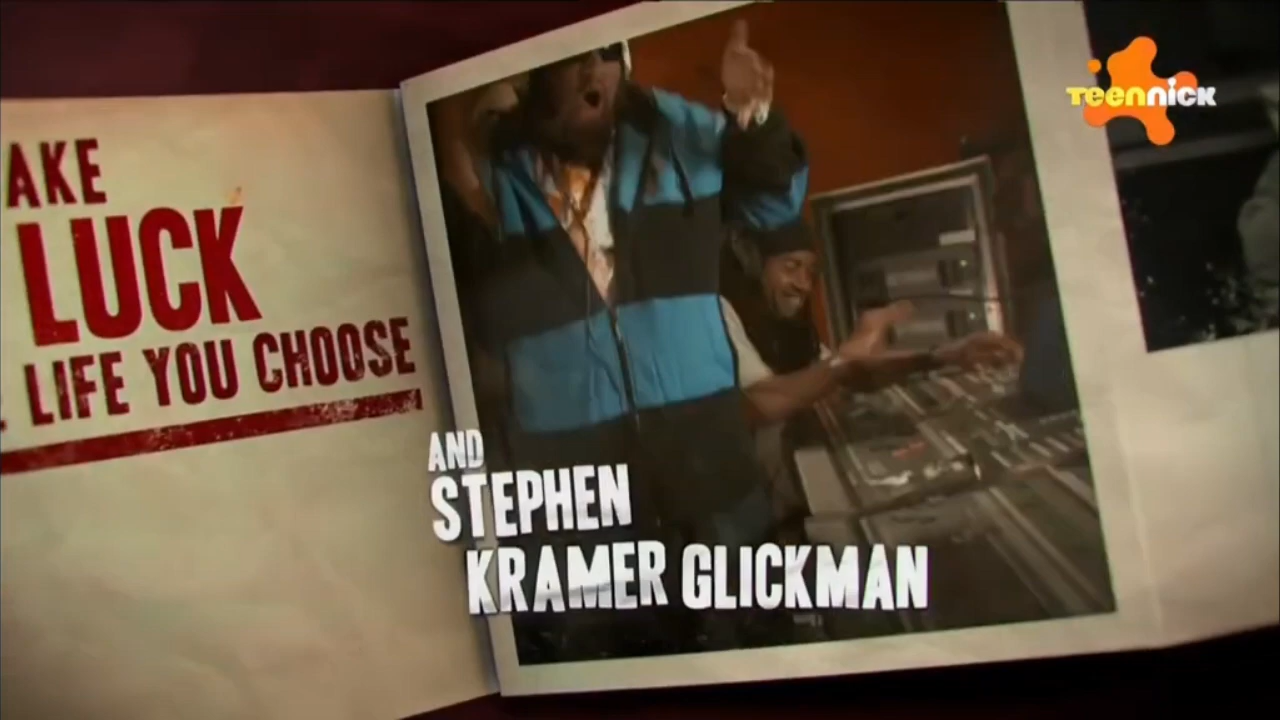 AKE
LUCK
LIFE YOU CHOOSE
AND
STEPHEN
KRAMER GLICKMAN
TEENNICK